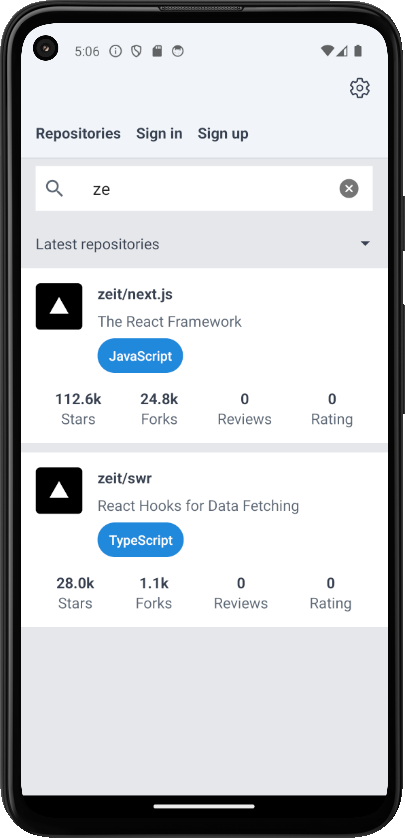 5:06
Repositories Sign in Sign up
ze
Latest repositories
zeit/next.js
The React Framework
JavaScript
112.6k 24.8k 0 0
Stars Forks Reviews Rating
zeit/swr
React Hooks for Data Fetching
TypeScript
28.0k 1.1k 0 0
Stars Forks Reviews Rating